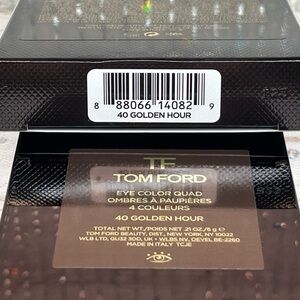 8 88066 14082 9
40 GOLDEN HOUR
TF
TOM FORD
EYE COLOR QUAD
OMBRES À PAUPIÈRES
4 COULEURS
40 GOLDEN HOUR
TOTAL NET WT./POIDS NET WT. .21 OZ./6 g e
TOM FORD BEAUTY, DIST., NEW YORK, NY 10022
WLB LTD, GU32 3DD, UK - WLBS NV, DEVEL BE-2260
MADE IN ITALY TCJE